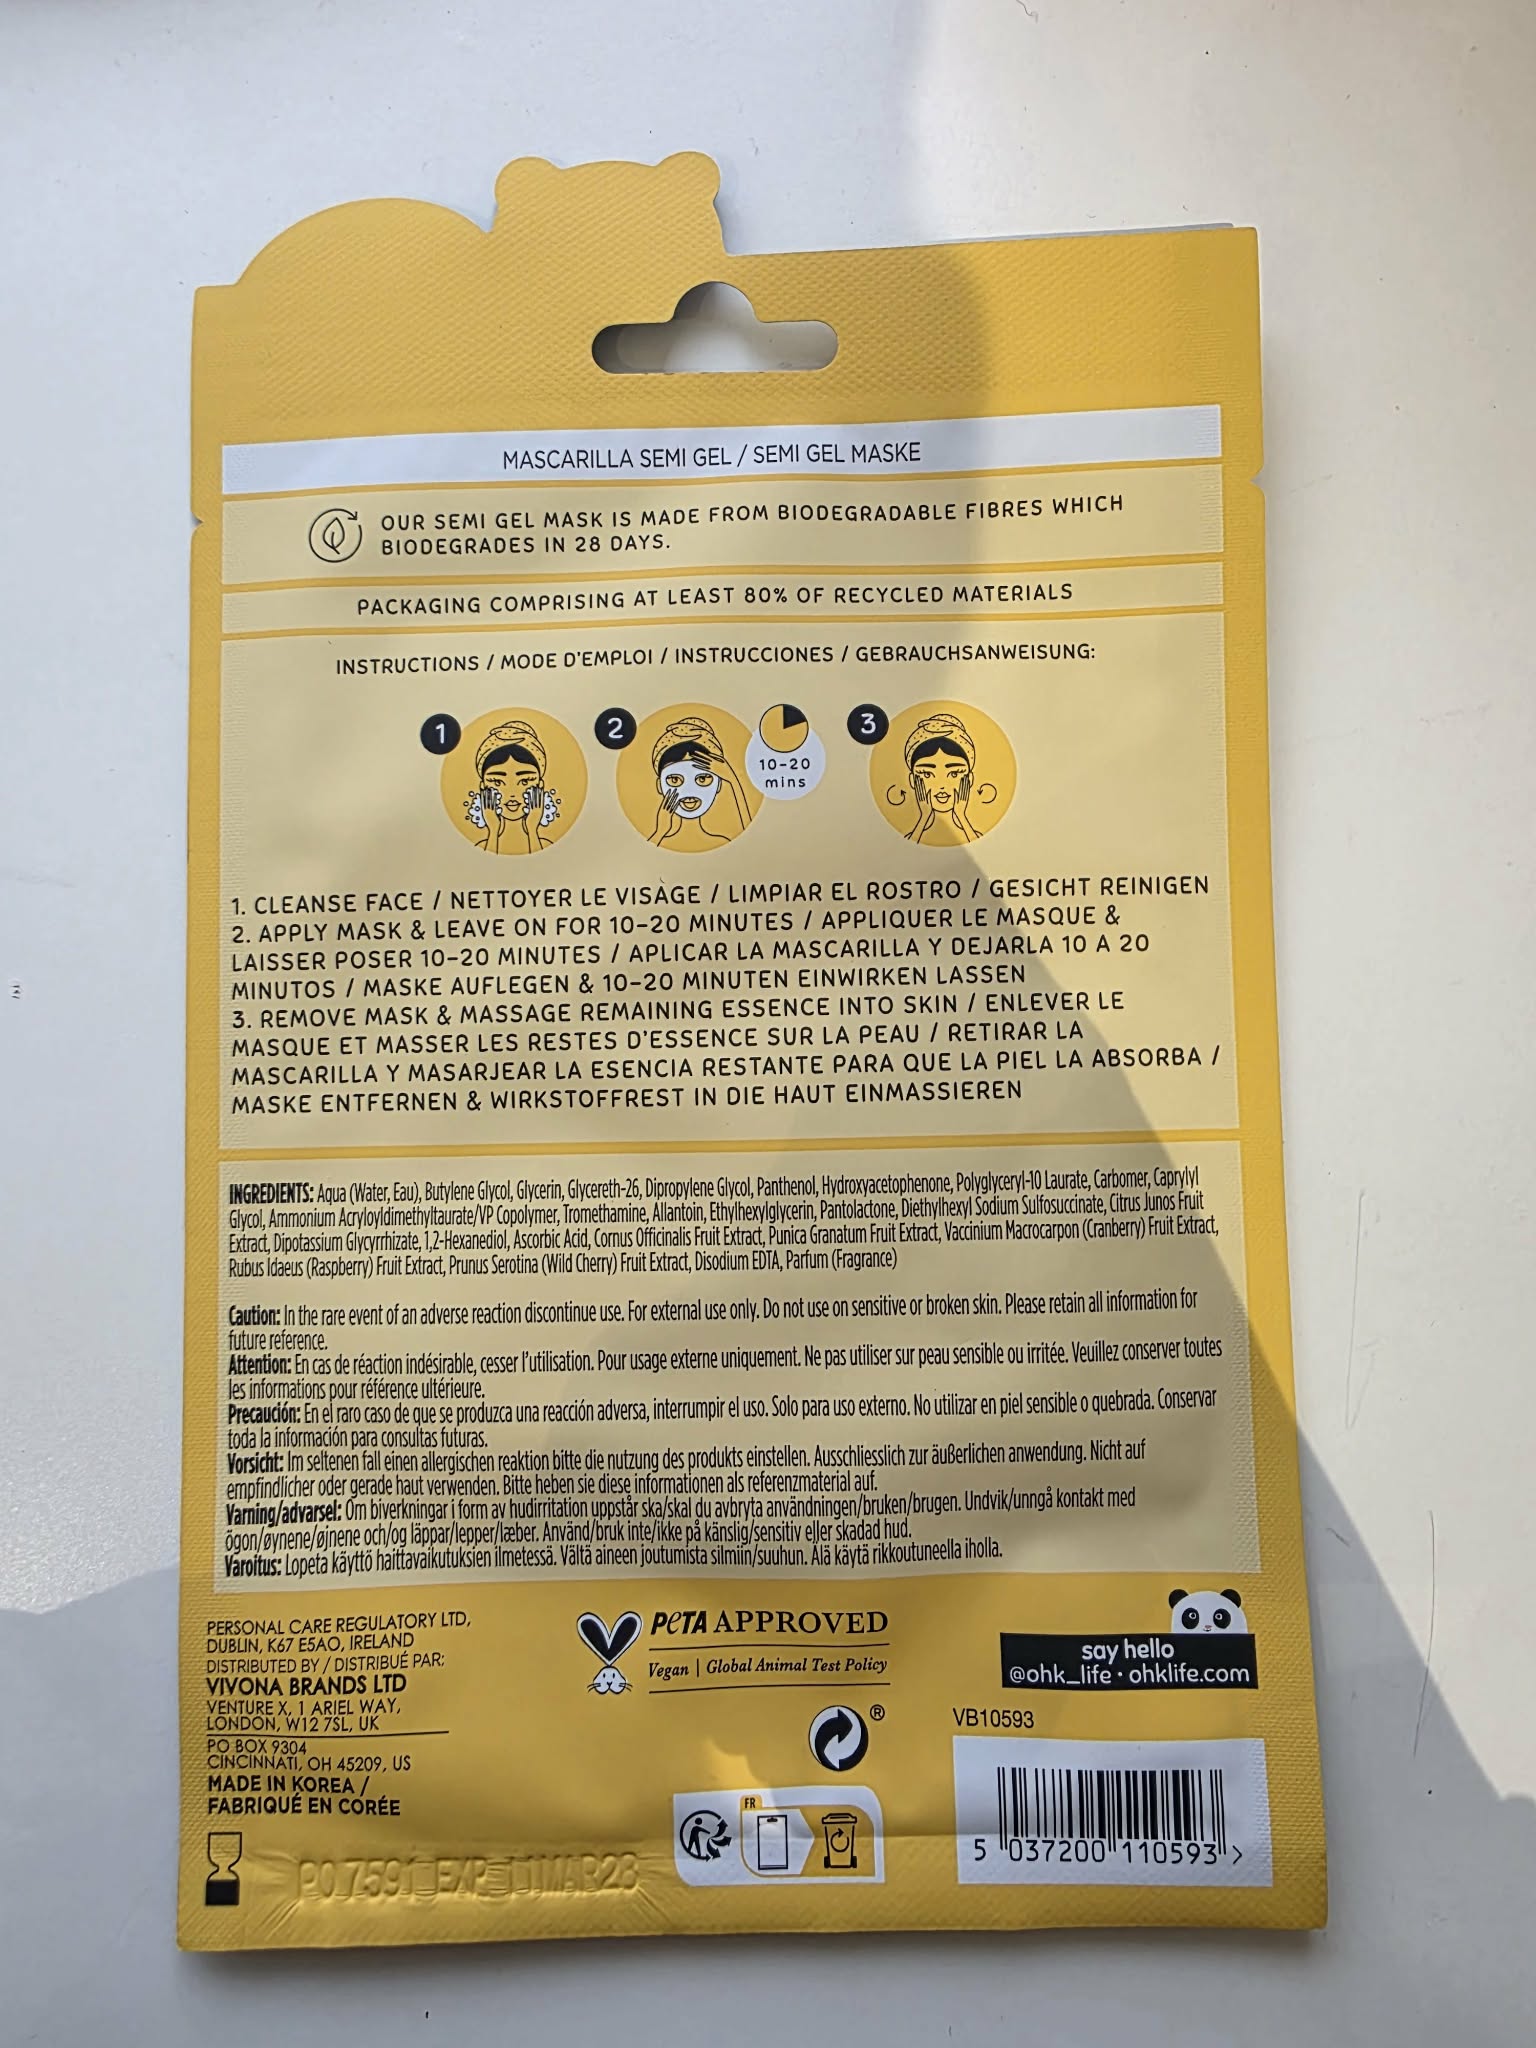 MASCARILLA SEMI GEL / SEMI GEL MASKE
OUR SEMI GEL MASK IS MADE FROM BIODEGRADABLE FIBRES WHICH
BIODEGRADES IN 28 DAYS.
PACKAGING COMPRISING AT LEAST 80% OF RECYCLED MATERIALS
INSTRUCTIONS / MODE D'EMPLOI / INSTRUCCIONES / GEBRAUCHSANWEISUNG:
1
2
10-20
mins
3
1. CLEANSE FACE / NETTOYER LE VISAGE / LIMPIAR EL ROSTRO / GESICHT REINIGEN
2. APPLY MASK & LEAVE ON FOR 10-20 MINUTES / APPLIQUER LE MASQUE &
LAISSER POSER 10-20 MINUTES / APLICAR LA MASCARILLA Y DEJARLA 10 A 20
MINUTOS / MASKE AUFLEGEN & 10-20 MINUTEN EINWIRKEN LASSEN
3. REMOVE MASK & MASSAGE REMAINING ESSENCE INTO SKIN / ENLEVER LE
MASQUE ET MASSER LES RESTES D'ESSENCE SUR LA PEAU / RETIRAR LA
MASCARILLA Y MASARJEAR LA ESENCIA RESTANTE PARA QUE LA PIEL LA ABSORBA /
MASKE ENTFERNEN & WIRKSTOFFREST IN DIE HAUT EINMASSIEREN
INGREDIENTS: Aqua (Water, Eau), Butylene Glycol, Glycerin, Glycereth-26, Dipropylene Glycol, Panthenol, Hydroxyacetophenone, Polyglyceryl-10 Laurate, Carbomer, Caprylyl
Glycol, Ammonium Acryloyldimethyltaurate/VP Copolymer, Tromethamine, Allantoin, Ethylhexylglycerin, Pantolactone, Diethylhexyl Sodium Sulfosuccinate, Citrus Junos Fruit
Extract, Dipotassium Glycyrrhizate, 1,2-Hexanediol, Ascorbic Acid, Cornus Officinalis Fruit Extract, Punica Granatum Fruit Extract, Vaccinium Macrocarpon (Cranberry) Fruit Extract,
Rubus Idaeus (Raspberry) Fruit Extract, Prunus Serotina (Wild Cherry) Fruit Extract, Disodium EDTA, Parfum (Fragrance)
Caution: In the rare event of an adverse reaction discontinue use. For external use only. Do not use on sensitive or broken skin. Please retain all information for
future reference.
Attention: En cas de réaction indésirable, cesser l'utilisation. Pour usage externe uniquement. Ne pas utiliser sur peau sensible ou irritée. Veuillez conserver toutes
les informations pour référence ultérieure.
Precaución: En el raro caso de que se produzca una reacción adversa, interrumpir el uso. Solo para uso externo. No utilizar en piel sensible o quebrada. Conservar
toda la información para consultas futuras.
Vorsicht: Im seltenen fall einen allergischen reaktion bitte die nutzung des produkts einstellen. Ausschliesslich zur äußerlichen anwendung. Nicht auf
empfindlicher oder gerade haut verwenden. Bitte heben sie diese informationen als referenzmaterial auf.
Varning/advarsel: Om biverkningar i form av hudirritation uppstår ska/skal du avbryta användningen/bruken/brugen. Undvik/unngå kontakt med
ögon/øynene/øjnene och/og läppar/lepper/læber. Använd/bruk inte/ikke på känslig/sensitiv eller skadad hud.
Varoitus: Lopeta käyttö haittavaikutuksien ilmetessä. Vältä aineen joutumista silmiin/suuhun. Älä käytä rikkoutuneella iholla.
PERSONAL CARE REGULATORY LTD,
DUBLIN, K67 E5AO, IRELAND
DISTRIBUTED BY / DISTRIBUÉ PAR:
VIVONA BRANDS LTD
VENTURE X, 1 ARIEL WAY,
LONDON, W12 7SL, UK
PO BOX 9304
CINCINNATI, OH 45209, US
MADE IN KOREA /
FABRIQUÉ EN CORÉE
PETA APPROVED
Vegan | Global Animal Test Policy
®
FR
say hello
@ohk_life · ohklife.com
VB10593
5 037200 110593 >
EXP